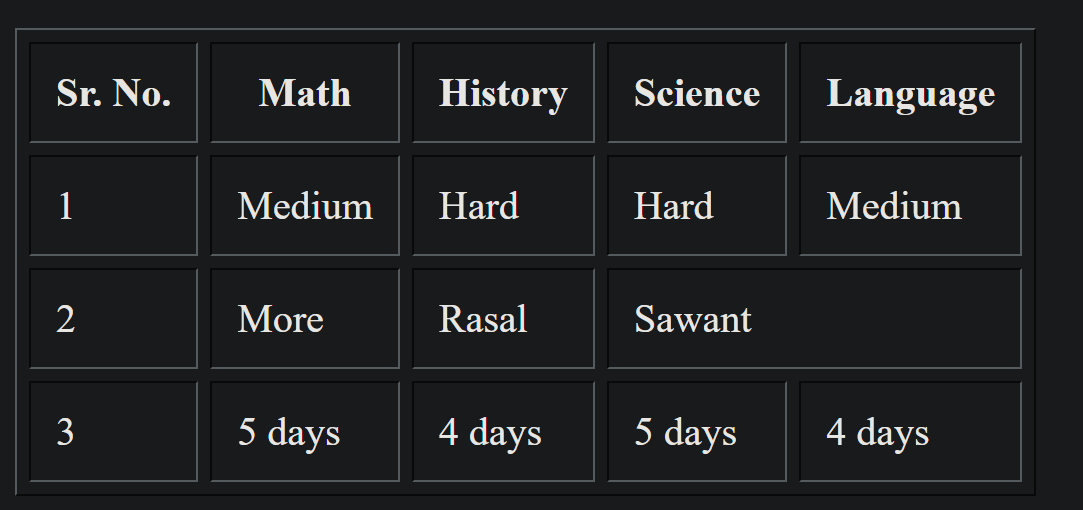 Sr. No. Math History Science Language
1 Medium Hard Hard Medium
2 More Rasal Sawant
3 5 days 4 days 5 days 4 days